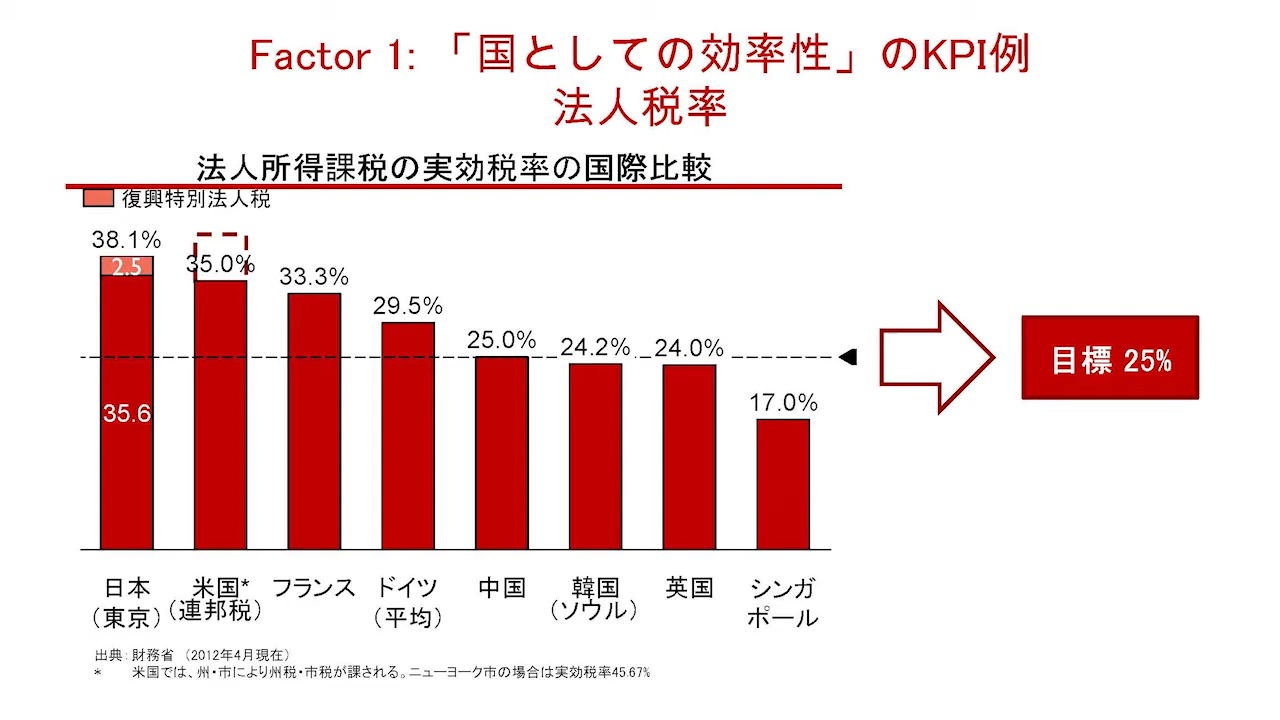 Factor 1: 「国としての効率性」のKPI例
法人税率
法人所得課税の実効税率の国際比較
復興特別法人税
38.1%
2.5
35.6
35.0%
33.3%
29.5%
25.0%
24.2%
24.0%
17.0%
目標 25%
日本
(東京)
米国*
(連邦税)
フランス
ドイツ
(平均)
中国
韓国
(ソウル)
英国
シンガ
ポール
出典：財務省 (2012年4月現在)
* 米国では、州・市により州税・市税が課される。ニューヨーク市の場合は実効税率45.67%